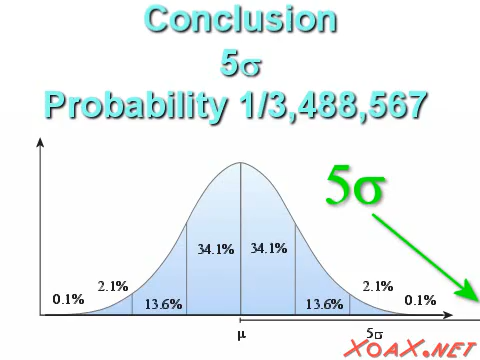 Conclusion
5σ
Probability 1/3,488,567
5σ
34.1% 34.1%
2.1% 2.1%
0.1% 13.6% 13.6% 0.1%
μ 5σ
XOAX.NET